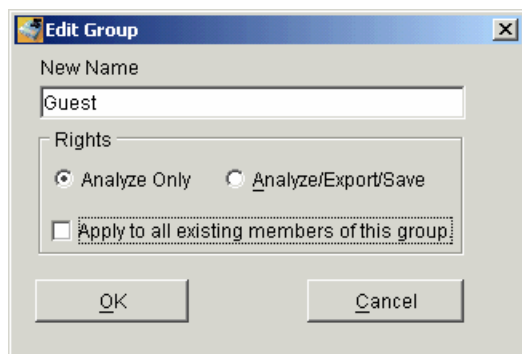 Edit Group
New Name
Guest
Rights
Analyze Only Analyze/Export/Save
Apply to all existing members of this group.
OK Cancel